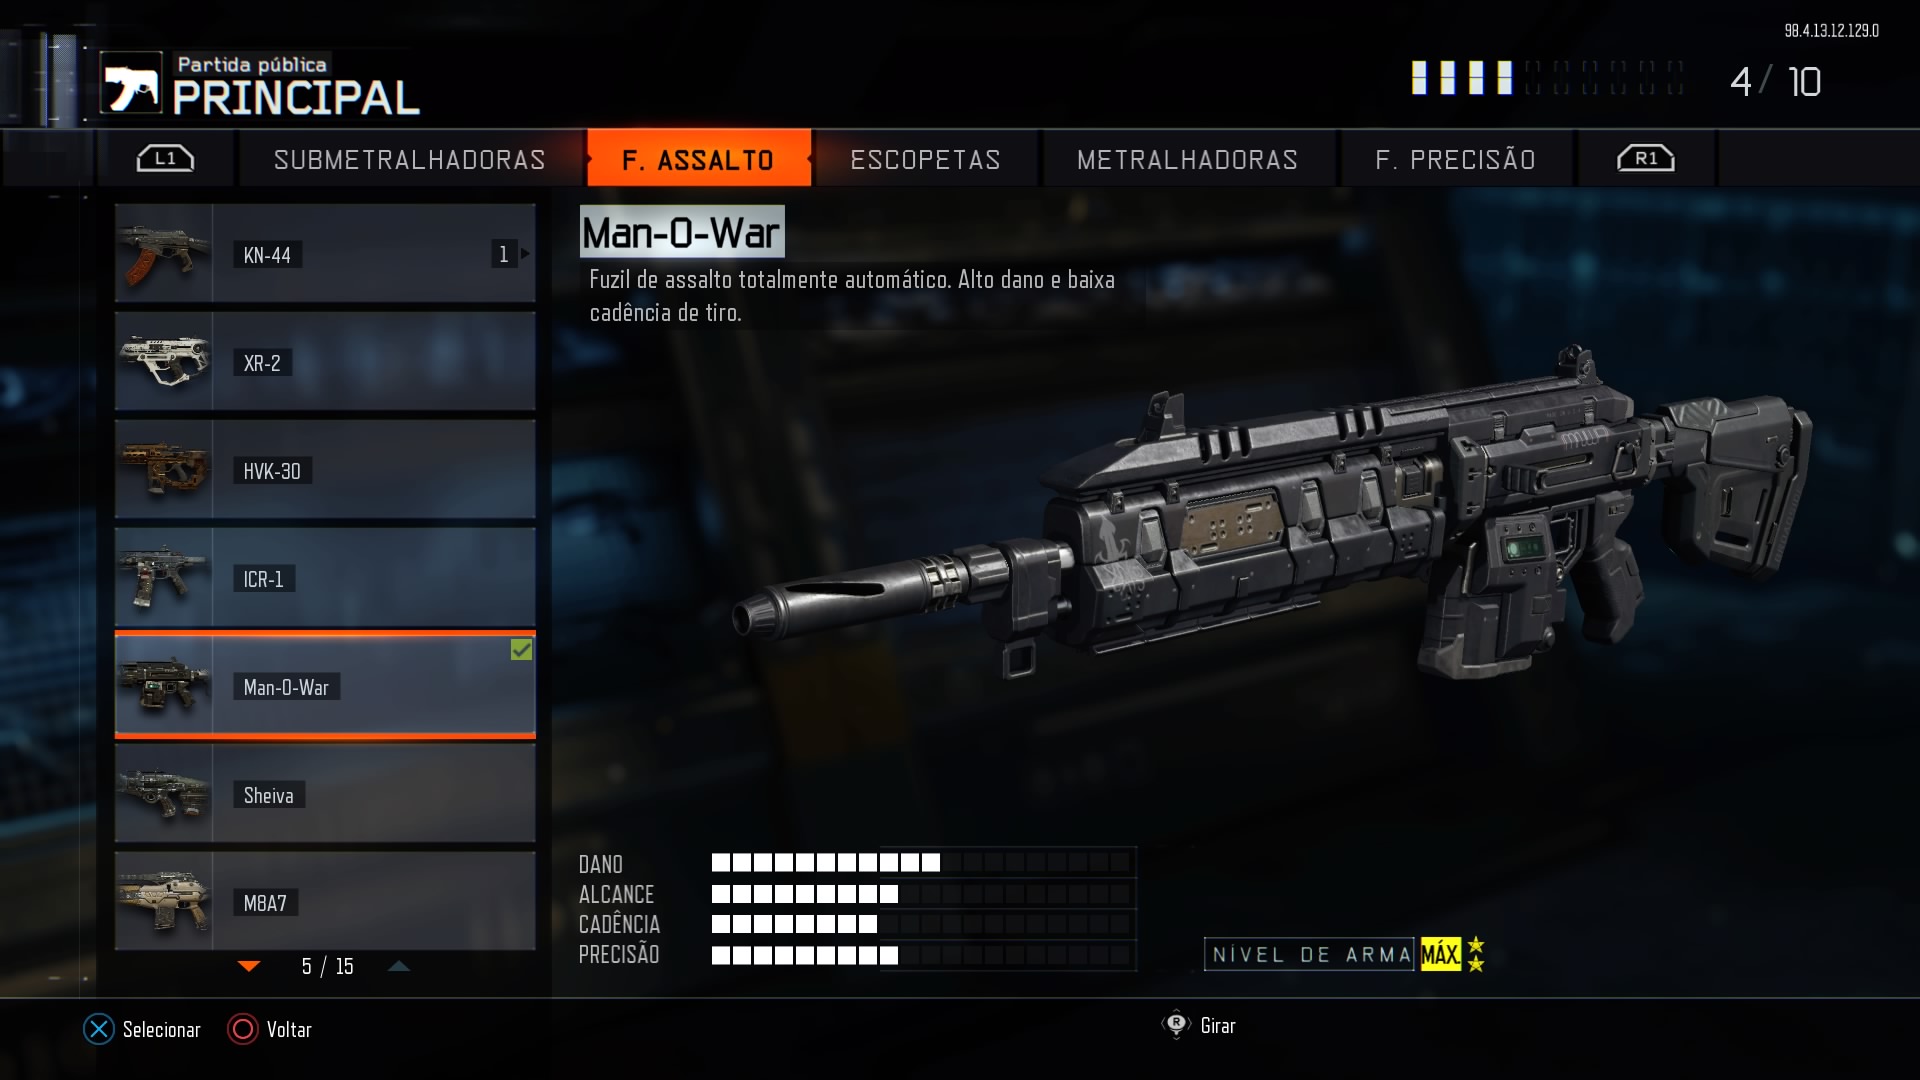 98.4.13.12.129.0
Partida pública
PRINCIPAL
4 / 10
L1
SUBMETRALHADORAS
F. ASSALTO
ESCOPETAS
METRALHADORAS
F. PRECISÃO
R1
KN-44
1
XR-2
HVK-30
ICR-1
Man-O-War
Sheiva
M8A7
5 / 15
Man-O-War
Fuzil de assalto totalmente automático. Alto dano e baixa
cadência de tiro.
DANO
ALCANCE
CADÊNCIA
PRECISÃO
NÍVEL DE ARMA MÁX.
Selecionar
Voltar
R
Girar